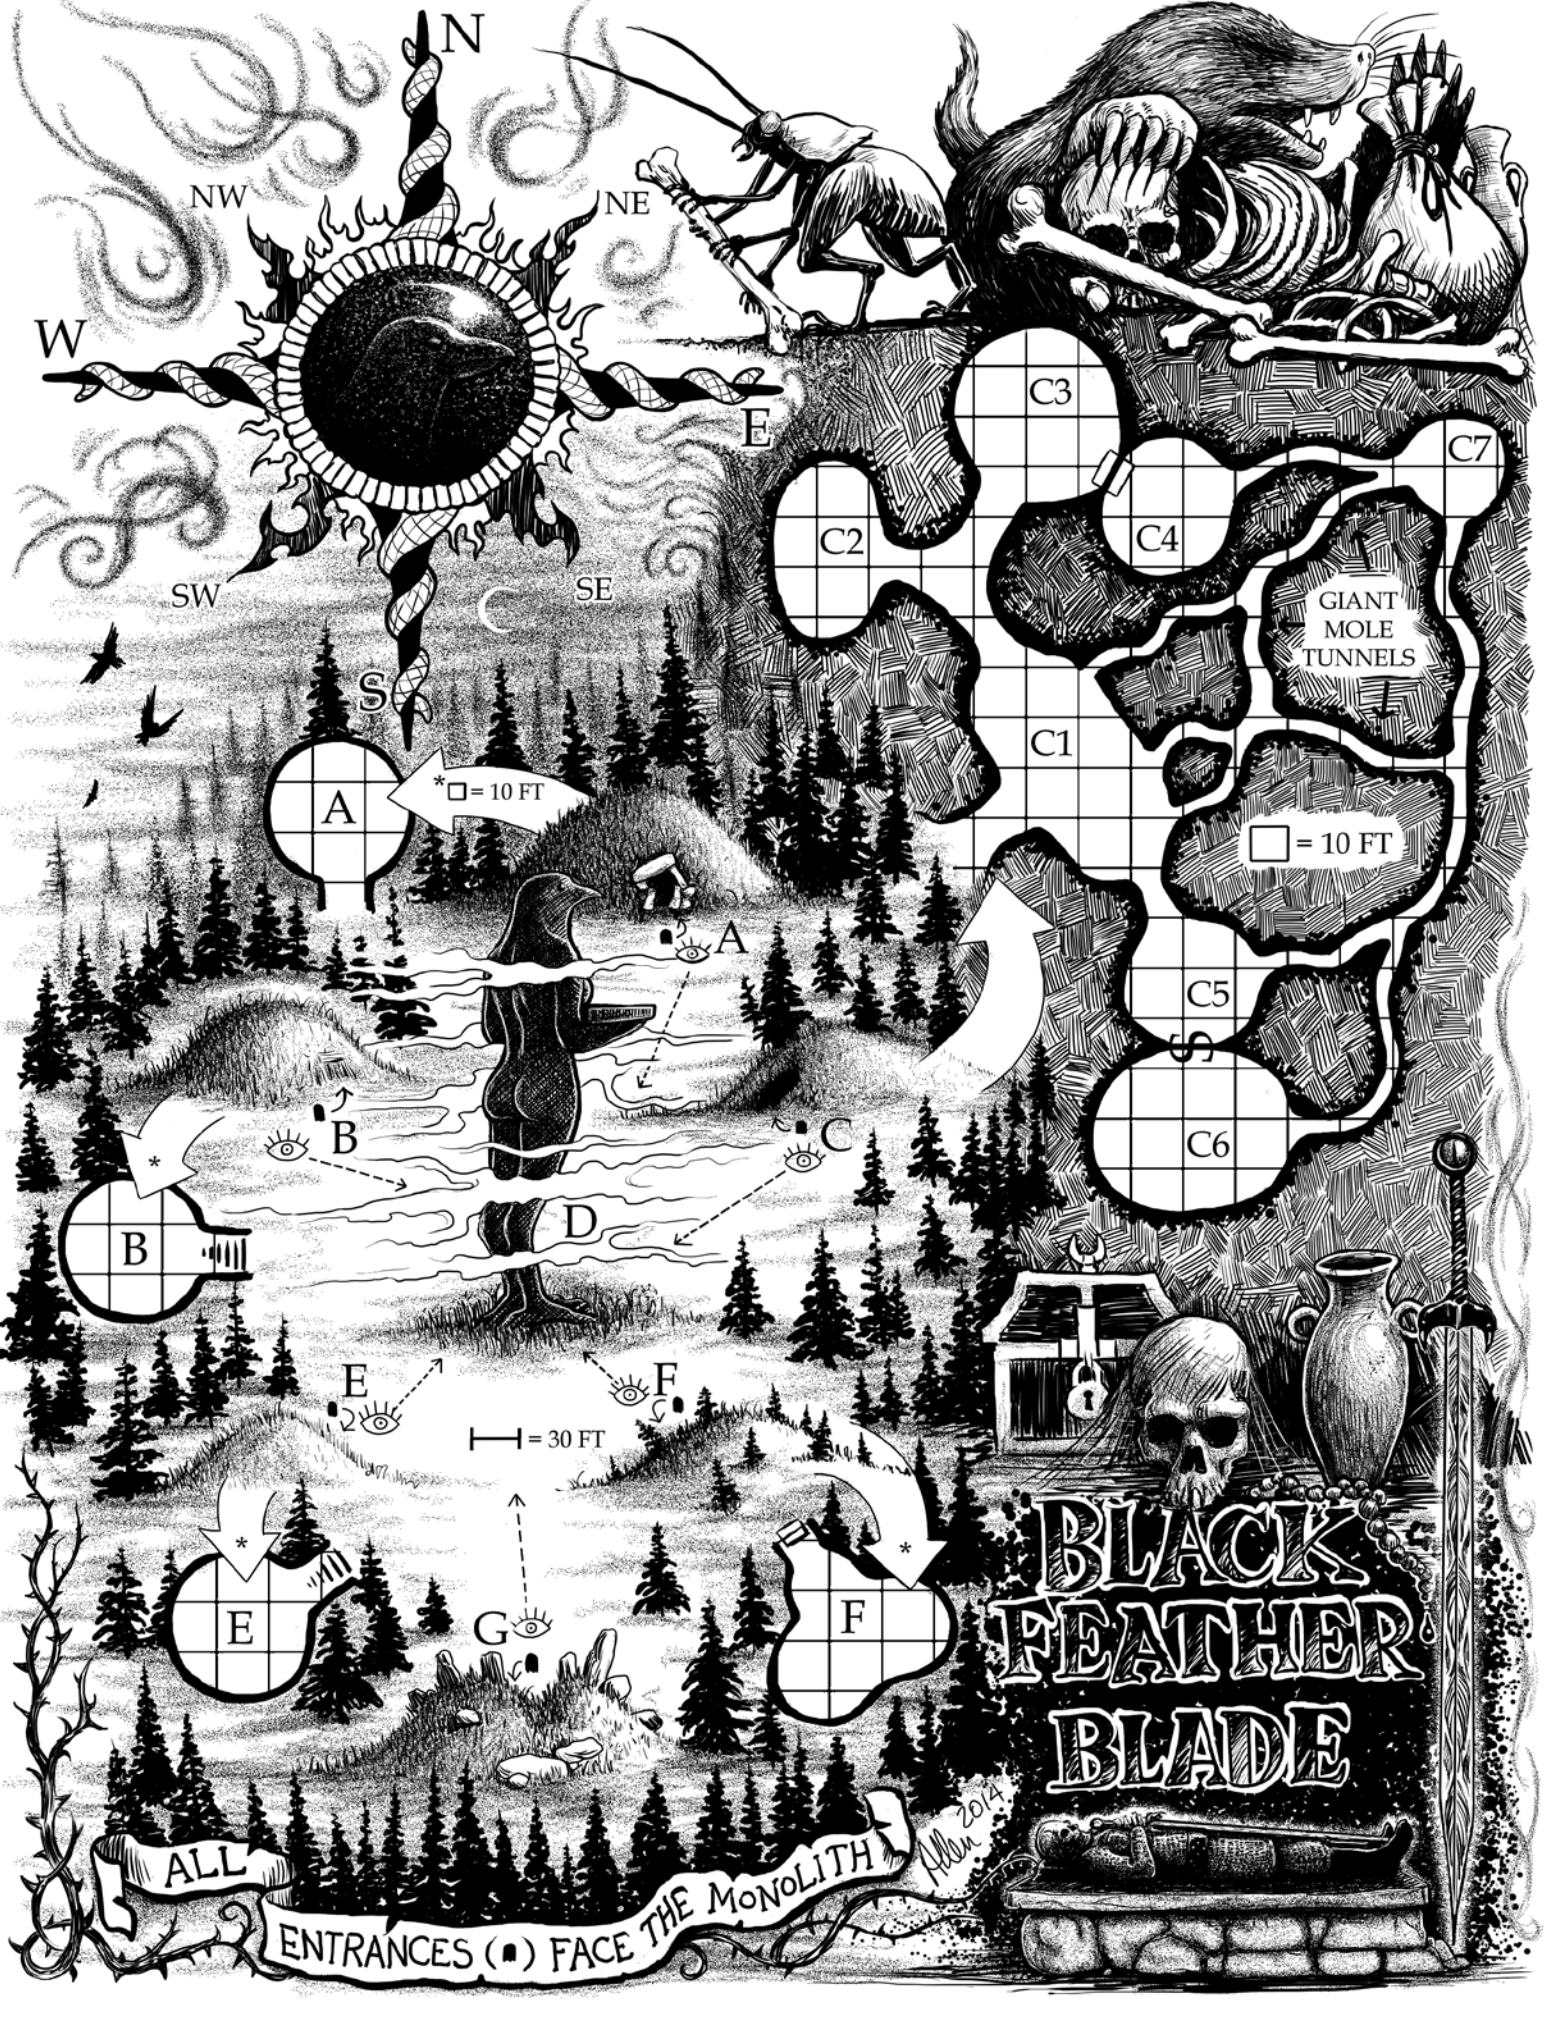 N
NW
NE
W
E
SW
SE
S
C3
C7
C2
C4
GIANT
MOLE
TUNNELS
C1
A
*□ = 10 FT
□ = 10 FT
A
C5
S
B
C
C6
*
B
D
E
F
= 30 FT
*
*
E
F
G
BLACK
FEATHER
BLADE
Allen 2014
ALL
ENTRANCES ( ) FACE THE MONOLITH